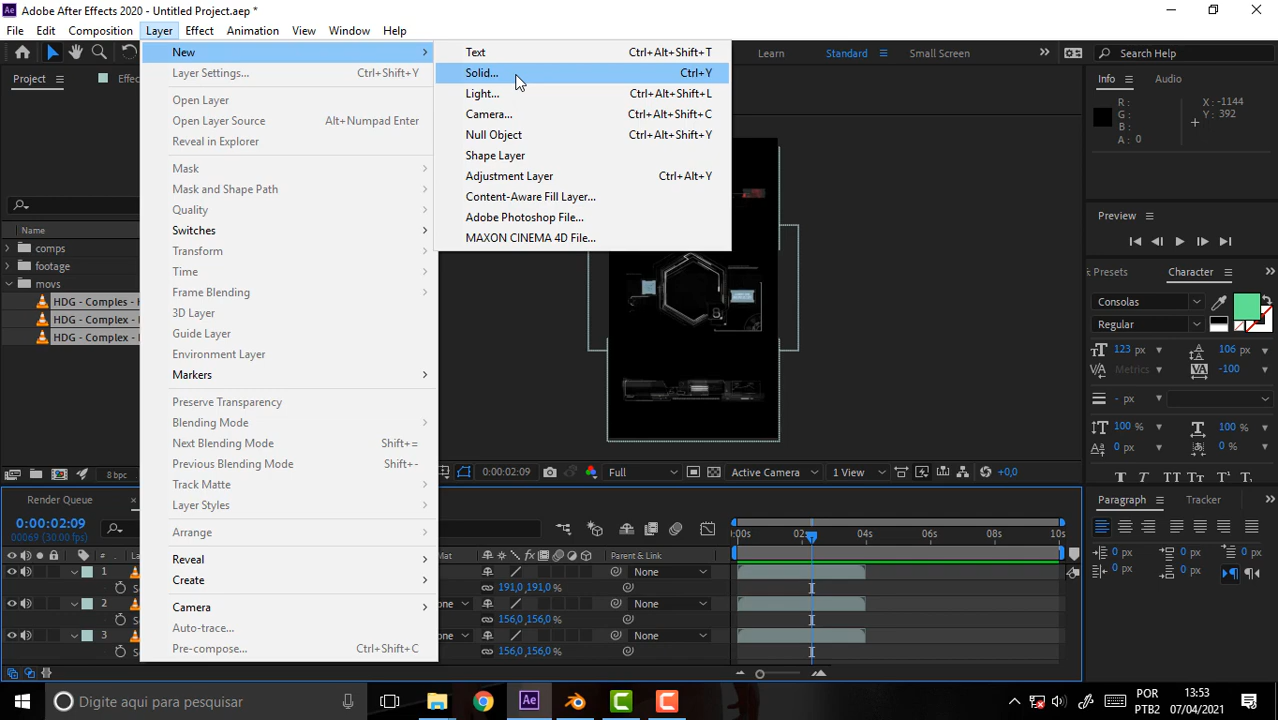 Adobe After Effects 2020 - Untitled Project.aep *
File Edit Composition Layer Effect Animation View Window Help
Learn Standard Small Screen Search Help
New
Layer Settings... Ctrl+Shift+Y
Open Layer
Open Layer Source Alt+Numpad Enter
Reveal in Explorer
Mask
Mask and Shape Path
Quality
Switches
Transform
Time
Frame Blending
3D Layer
Guide Layer
Environment Layer
Markers
Preserve Transparency
Blending Mode
Next Blending Mode Shift+=
Previous Blending Mode Shift+-
Track Matte
Layer Styles
Arrange
Reveal
Create
Camera
Auto-trace...
Pre-compose... Ctrl+Shift+C
Text Ctrl+Alt+Shift+T
Solid... Ctrl+Y
Light... Ctrl+Alt+Shift+L
Camera... Ctrl+Alt+Shift+C
Null Object Ctrl+Alt+Shift+Y
Shape Layer
Adjustment Layer Ctrl+Alt+Y
Content-Aware Fill Layer...
Adobe Photoshop File...
MAXON CINEMA 4D File...
Project Effec
Name
comps
footage
movs
HDG - Comples - H
HDG - Complex -
HDG - Complex -
8 bpc
Info Audio
R : X : -1144
G : Y : 392
B :
A : 0
Preview
Presets Character
Consolas
Regular
123 px 106 px
Metrics -100
- px
100 % 100 %
0 px 0 %
0:00:02:09 Full Active Camera 1 View +0,0
Render Queue
0:00:02:09
00069 (30.00 fps)
:00s 02s 04s 06s 08s 10s
# Mat Parent & Link
1 None
191,0,191,0 %
2 one None
156,0,156,0 %
3 one None
156,0,156,0 %
Paragraph Tracker
0 px 0 px 0 px
0 px 0 px
Digite aqui para pesquisar
POR
PTB2
13:53
07/04/2021